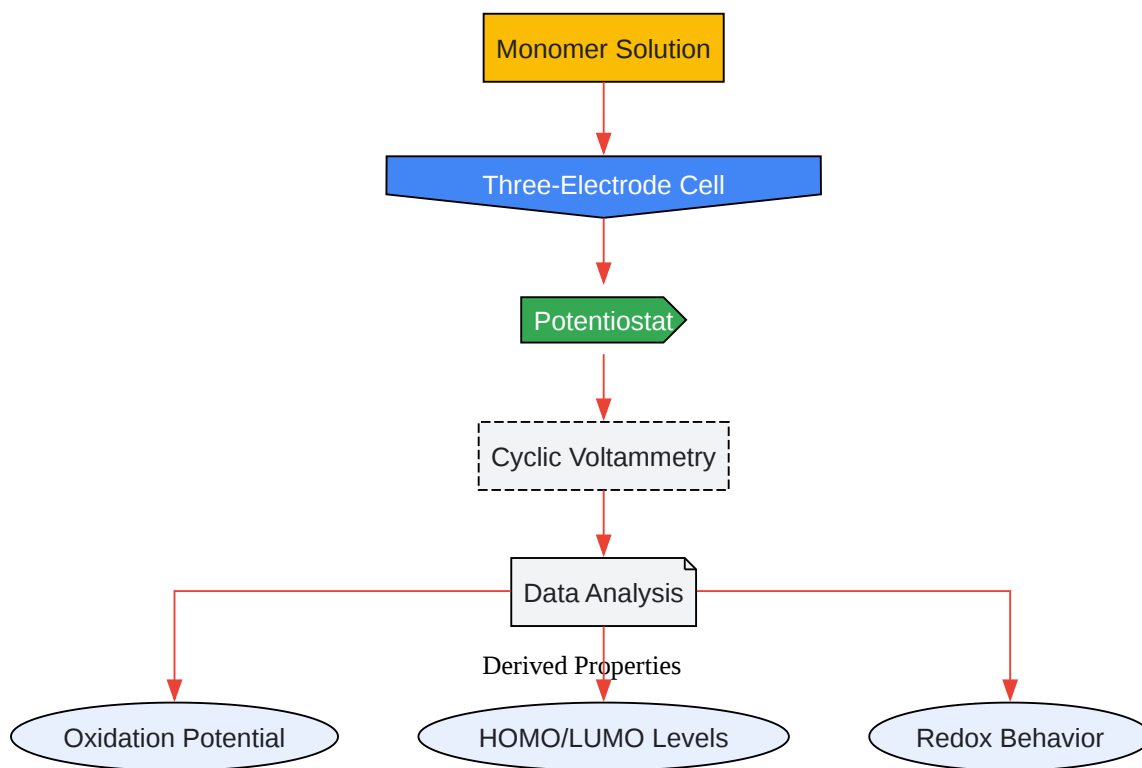 Monomer Solution
Three-Electrode Cell
Potentiostat
Cyclic Voltammetry
Data Analysis
Derived Properties
Oxidation Potential
HOMO/LUMO Levels
Redox Behavior